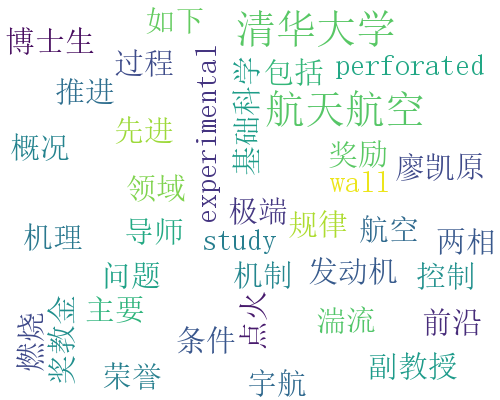 如下
清华大学
博士生
过程
experimental
基础科学
包括
perforated
推进
航天航空
先进
概况
奖励
廖凯原
wall
领域
极端
机理
导师
study
规律
航空
两相
问题
机制
发动机
控制
燃烧
奖教金
主要
点火
湍流
前沿
条件
荣誉
宇航
副教授